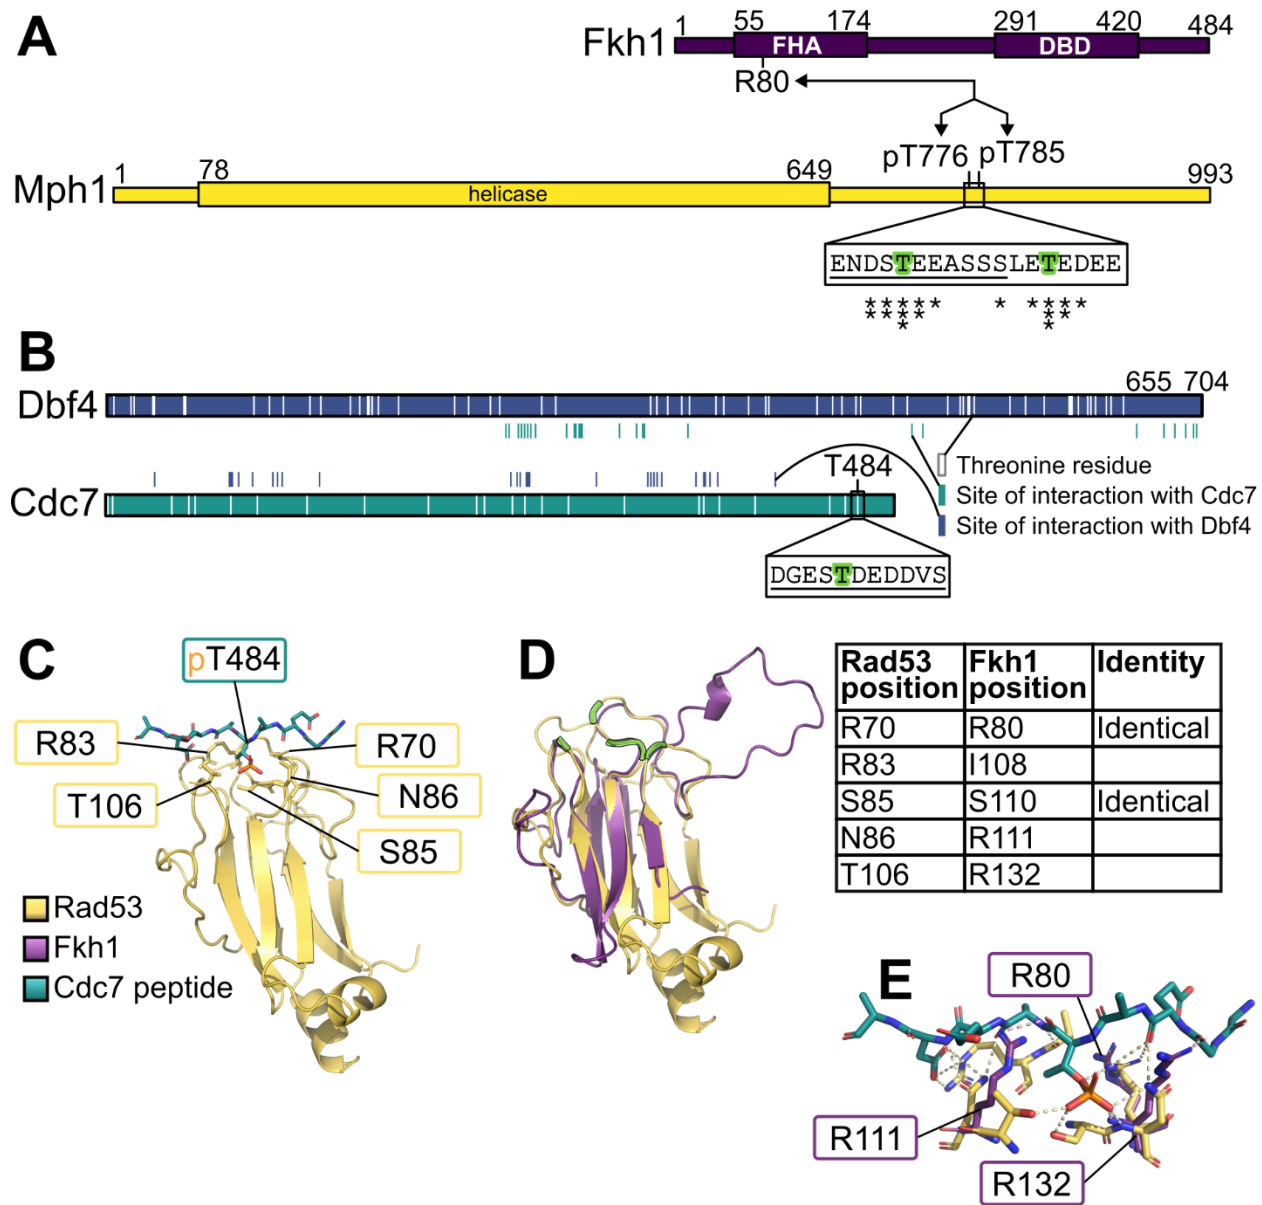 A
1 55 174 291 420 484
Fkh1 FHA DBD
R80
pT776 pT785
1 78 649 993
Mph1 helicase
ENDSTEEASSSLETEDEE
***** * ****
**** ***
* *
B
655 704
Dbf4
T484
Cdc7
Threonine residue
Site of interaction with Cdc7
Site of interaction with Dbf4
DGESTDEDDVS
C
pT484
R83 R70
T106 N86
S85
Rad53
Fkh1
Cdc7 peptide
D
Rad53 position Fkh1 position Identity
R70 R80 Identical
R83 I108
S85 S110 Identical
N86 R111
T106 R132
E
R80
R111
R132